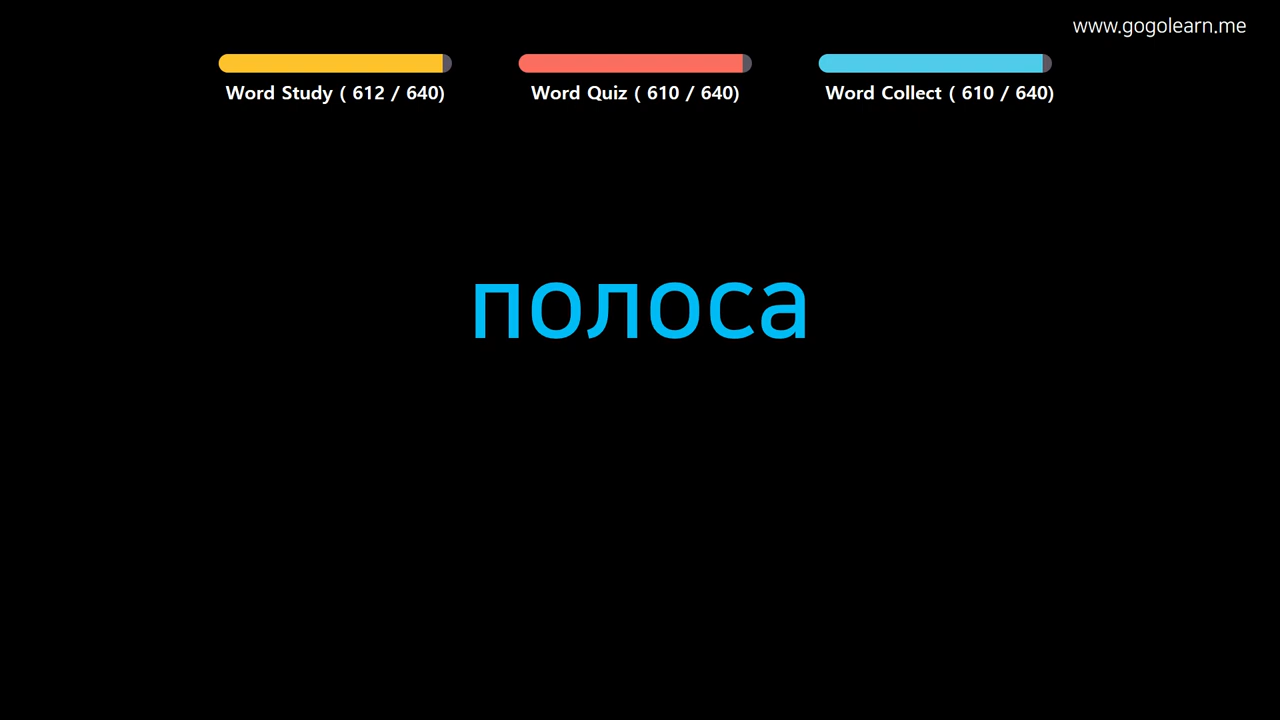 www.gogolearn.me
Word Study ( 612 / 640)
Word Quiz ( 610 / 640)
Word Collect ( 610 / 640)
полоса